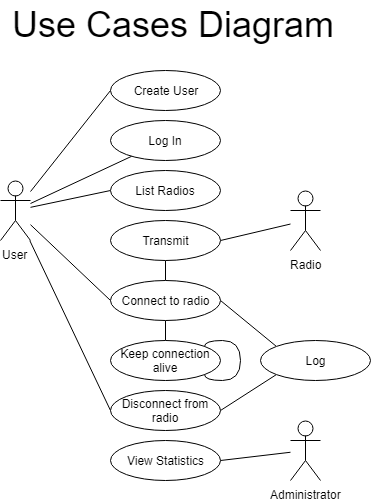 Use Cases Diagram
Create User
Log In
List Radios
User
Transmit
Radio
Connect to radio
Keep connection
alive
Log
Disconnect from
radio
View Statistics
Administrator